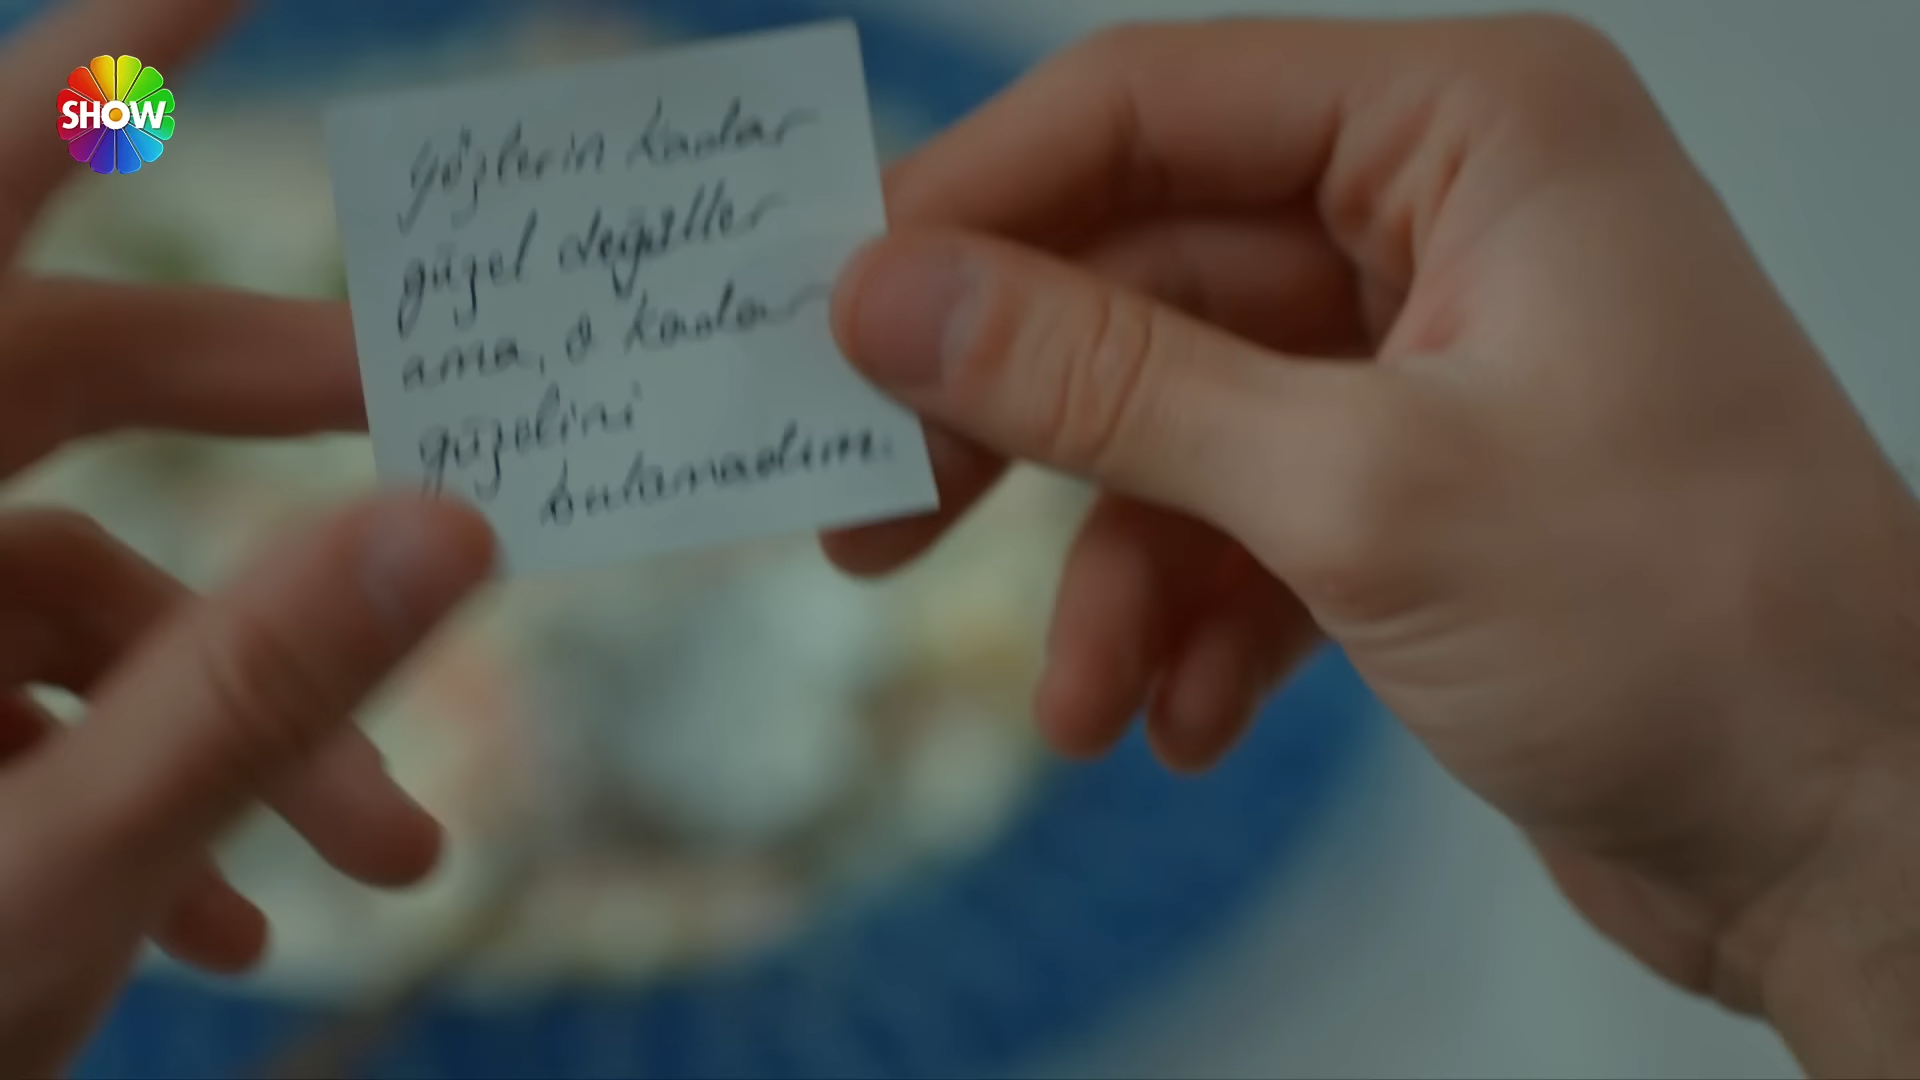 SHOW
gözlerin kadar
güzel değiller
ama, o kadar
güzelini
bulamadım.